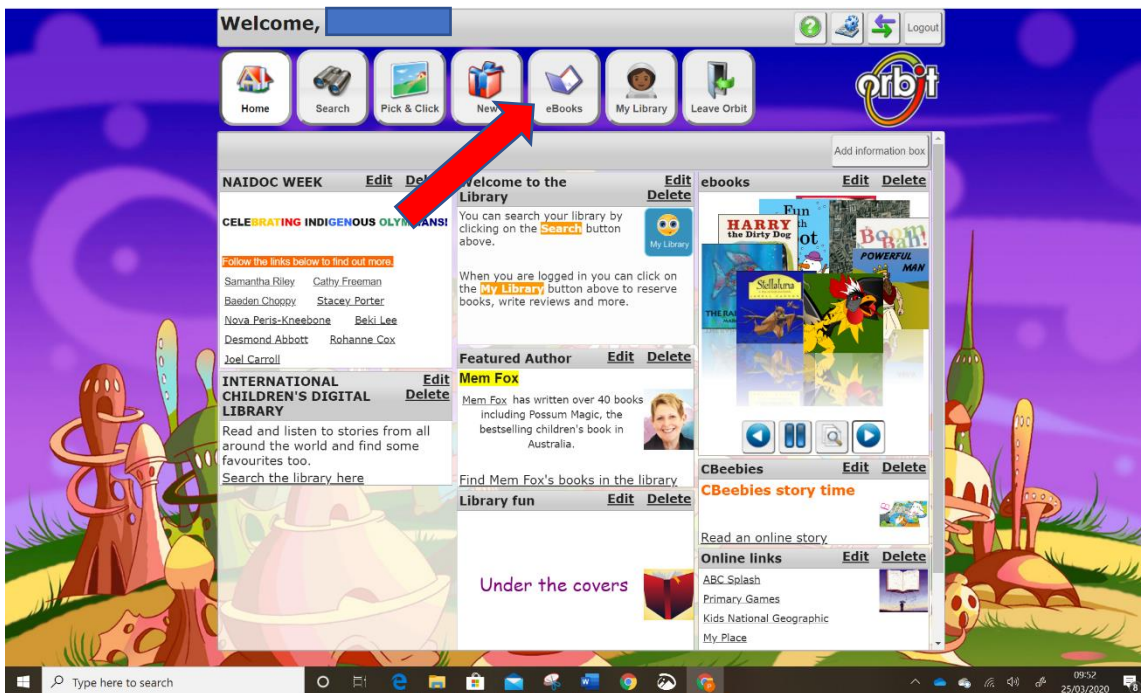 Welcome,
Logout
Home
Search
Pick & Click
New
eBooks
My Library
Leave Orbit
orbit
Add information box
NAIDOC WEEK Edit
CELEBRATING INDIGENOUS OLYMPIANS!
Follow the links below to find out more.
Samantha Riley Cathy Freeman
Baeden Choppy Stacey Porter
Nova Peris-Kneebone Beki Lee
Desmond Abbott Rohanne Cox
Joel Carroll
INTERNATIONAL Edit
CHILDREN'S DIGITAL Delete
LIBRARY
Read and listen to stories from all
around the world and find some
favourites too.
Search the library here
Welcome to the Edit
Library Delete
You can search your library by
clicking on the Search button
above.
My Library
When you are logged in you can click on
the My Library button above to reserve
books, write reviews and more.
Featured Author Edit Delete
Mem Fox
Mem Fox has written over 40 books
including Possum Magic, the
bestselling children's book in
Australia.
Find Mem Fox's books in the library
Library fun Edit Delete
Under the covers
ebooks Edit Delete
Fun
HARRY
the Dirty Dog
Boom
Bah!
POWERFUL
MAN
Stellaluna
CBeebies Edit Delete
CBeebies story time
Read an online story
Online links Edit Delete
ABC Splash
Primary Games
Kids National Geographic
My Place
Type here to search
09:52
25/03/2020